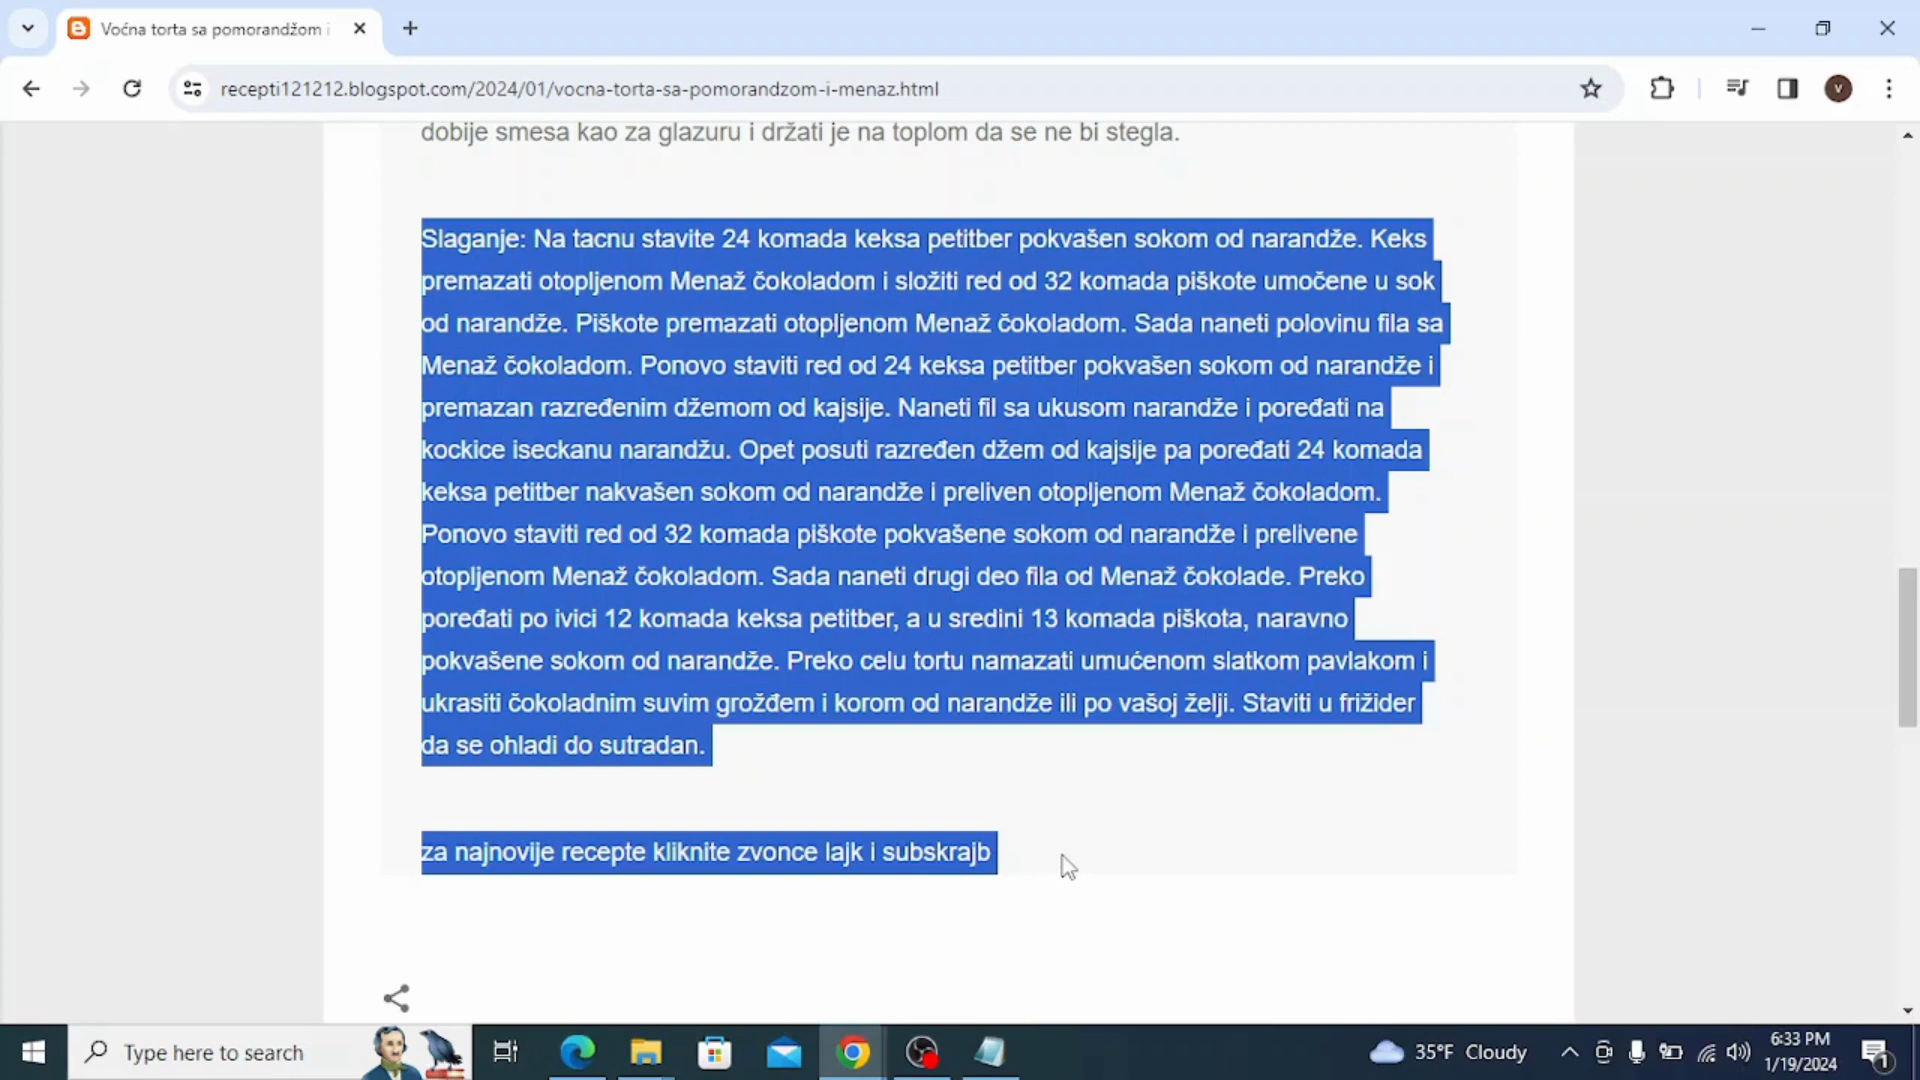 Voćna torta sa pomorandžom i
recepti121212.blogspot.com/2024/01/vocna-torta-sa-pomorandzom-i-menaz.html
V
dobije smesa kao za glazuru i držati je na toplom da se ne bi stegla.
Slaganje: Na tacnu stavite 24 komada keksa petitber pokvašen sokom od narandže. Keks
premazati otopljenom Menaž čokoladom i složiti red od 32 komada piškote umočene u sok
od narandže. Piškote premazati otopljenom Menaž čokoladom. Sada naneti polovinu fila sa
Menaž čokoladom. Ponovo staviti red od 24 keksa petitber pokvašen sokom od narandže i
premazan razređenim džemom od kajsije. Naneti fil sa ukusom narandže i poređati na
kockice iseckanu narandžu. Opet posuti razređen džem od kajsije pa poređati 24 komada
keksa petitber nakvašen sokom od narandže i preliven otopljenom Menaž čokoladom.
Ponovo staviti red od 32 komada piškote pokvašene sokom od narandže i prelivene
otopljenom Menaž čokoladom. Sada naneti drugi deo fila od Menaž čokolade. Preko
poređati po ivici 12 komada keksa petitber, a u sredini 13 komada piškota, naravno
pokvašene sokom od narandže. Preko celu tortu namazati umućenom slatkom pavlakom i
ukrasiti čokoladnim suvim grožđem i korom od narandže ili po vašoj želji. Staviti u frižider
da se ohladi do sutradan.
za najnovije recepte kliknite zvonce lajk i subskrajb
Type here to search
35°F Cloudy
6:33 PM
1/19/2024
1